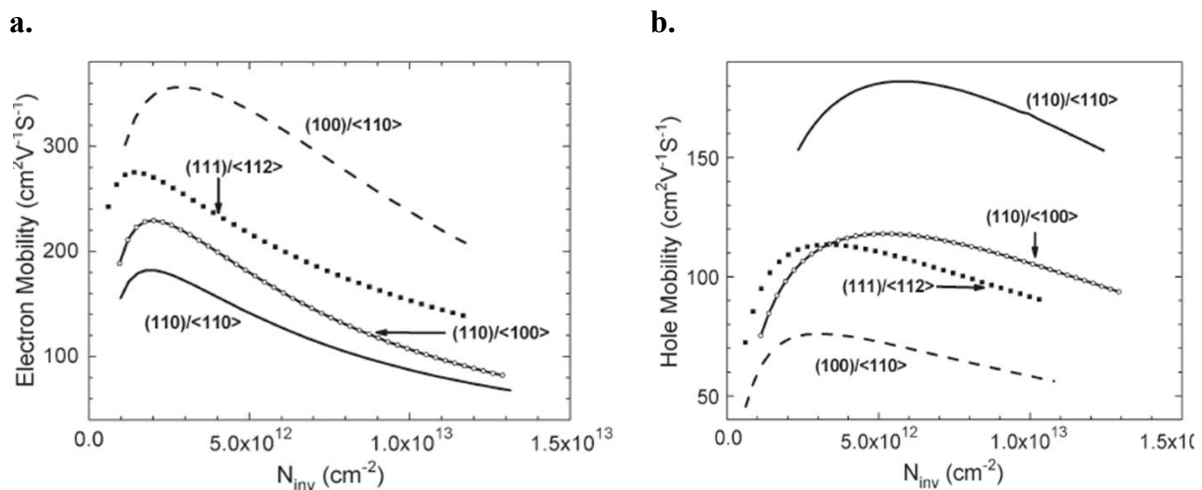 a.
Electron Mobility (cm²V⁻¹S⁻¹)
300
200
100
0.0
5.0x10¹²
1.0x10¹³
1.5x10¹³
N_inv (cm⁻²)
(100)/<110>
(111)/<112>
(110)/<100>
(110)/<110>
b.
Hole Mobility (cm²V⁻¹S⁻¹)
150
100
50
0.0
5.0x10¹²
1.0x10¹³
1.5x10
N_inv (cm⁻²)
(110)/<110>
(110)/<100>
(111)/<112>
(100)/<110>